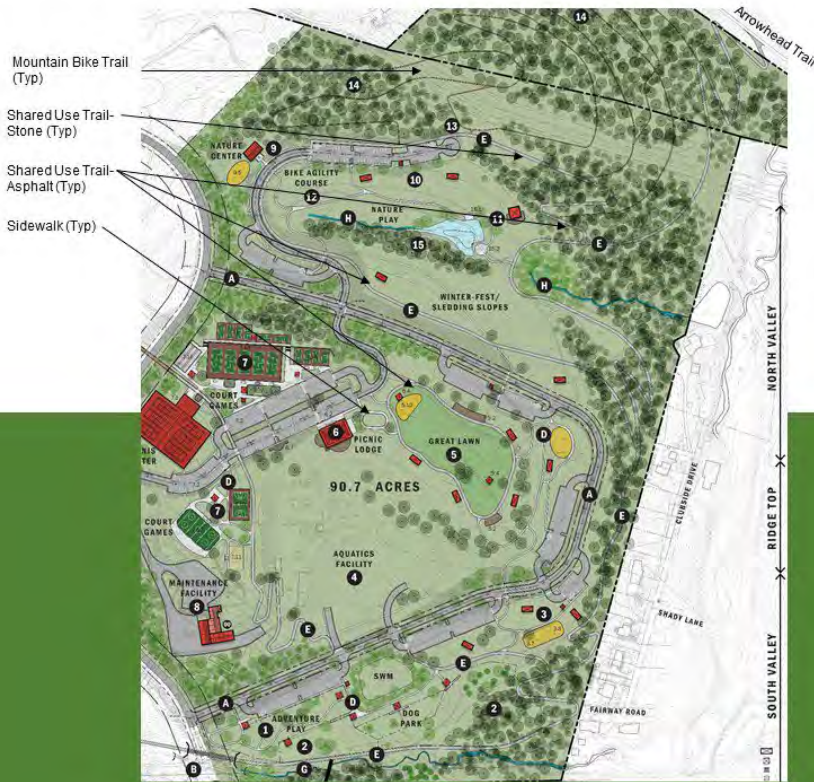 14
Arrowhead Trail
Mountain Bike Trail
(Typ)
14
Shared Use Trail-
Stone (Typ)
13
E
NATURE
CENTER
9
BIKE AGILITY
COURSE
10
Shared Use Trail-
Asphalt (Typ)
12
NATURE
PLAY
11
H
Sidewalk (Typ)
15
E
A
H
WINTER-FEST/
SLEDDING SLOPES
E
NORTH VALLEY
7
COURT
GAMES
6
PICNIC
LODGE
GREAT LAWN
5
D
NIS
TER
D
90.7 ACRES
A
7
E
CLUBSIDE DRIVE
RIDGE TOP
COURT
GAMES
AQUATICS
FACILITY
4
MAINTENANCE
FACILITY
8
3
SHADY LANE
E
E
SWM
A
D
DOG
PARK
2
FAIRWAY ROAD
SOUTH VALLEY
1
ADVENTURE
PLAY
2
E
B
G